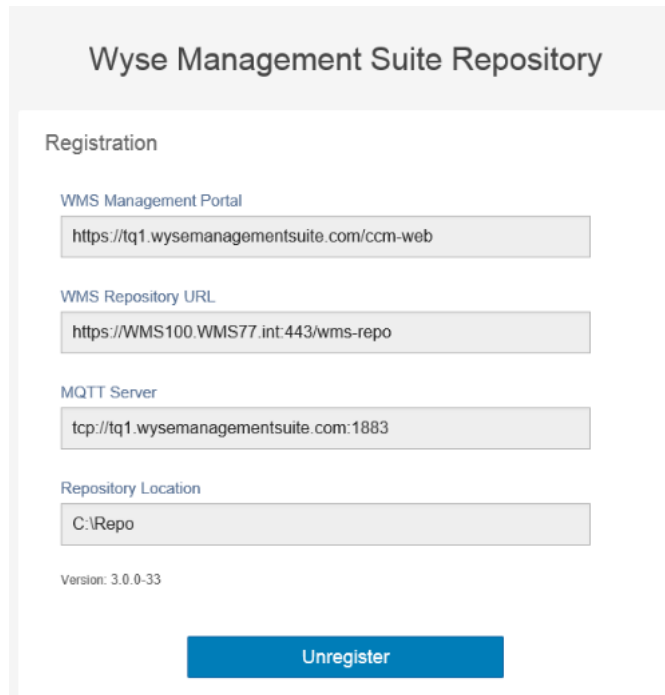 Wyse Management Suite Repository
Registration
WMS Management Portal
https://tq1.wysemanagementsuite.com/ccm-web
WMS Repository URL
https://WMS100.WMS77.int:443/wms-repo
MQTT Server
tcp://tq1.wysemanagementsuite.com:1883
Repository Location
C:\Repo
Version: 3.0.0-33
Unregister